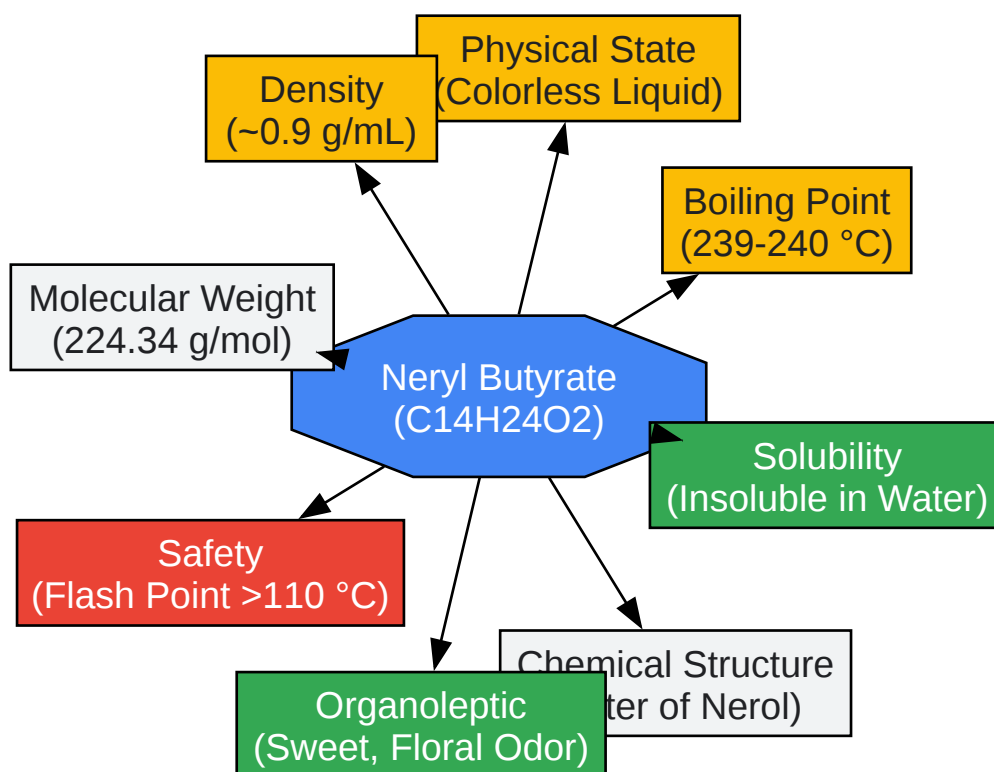 Physical State
(Colorless Liquid)
Density
(~0.9 g/mL)
Boiling Point
(239-240 °C)
Molecular Weight
(224.34 g/mol)
Neryl Butyrate
(C14H24O2)
Solubility
(Insoluble in Water)
Safety
(Flash Point >110 °C)
Chemical Structure
of Nerol)
Organoleptic
(Sweet, Floral Odor)